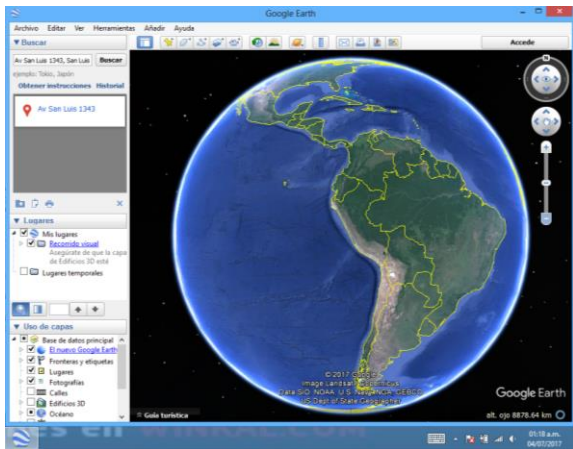 Google Earth
Archivo Editar Ver Herramientas Añadir Ayuda
Buscar
Av San Luis 1343, San Luis Buscar
ejemplo: Tokio, Japón
Obtener instrucciones Historial
Av San Luis 1343
Lugares
Mis lugares
Recorrido visual
Asegúrate de que la capa
de Edificios 3D esté
Lugares temporales
Uso de capas
Base de datos principal
El nuevo Google Earth
Fronteras y etiquetas
Lugares
Fotografías
Calles
Edificios 3D
Océano
Accede
N
© 2017 Google
Image Landsat / Copernicus
Data SIO, NOAA, U.S. Navy, NGA, GEBCO
US Dept of State Geographer
Google Earth
Guía turística
alt. ojo 8878.64 km
01:18 a.m.
04/07/2017